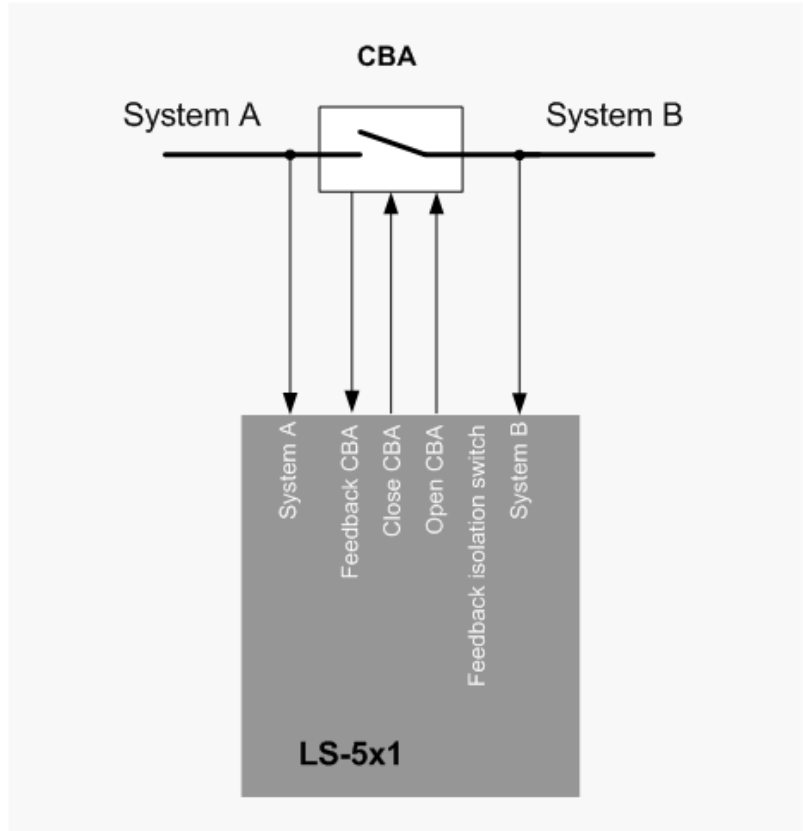 CBA
System A
System B
System A
Feedback CBA
Close CBA
Open CBA
Feedback isolation switch
System B
LS-5x1